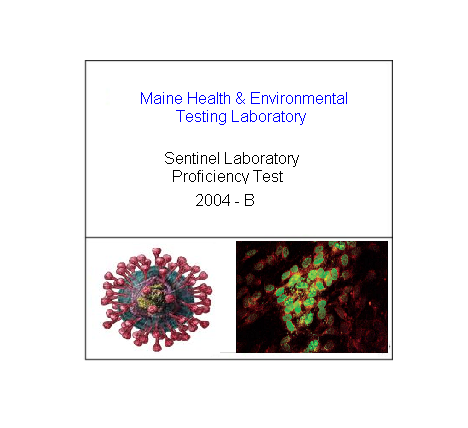 Maine Health & Environmental
Testing Laboratory
Sentinel Laboratory
Proficiency Test
2004 - B